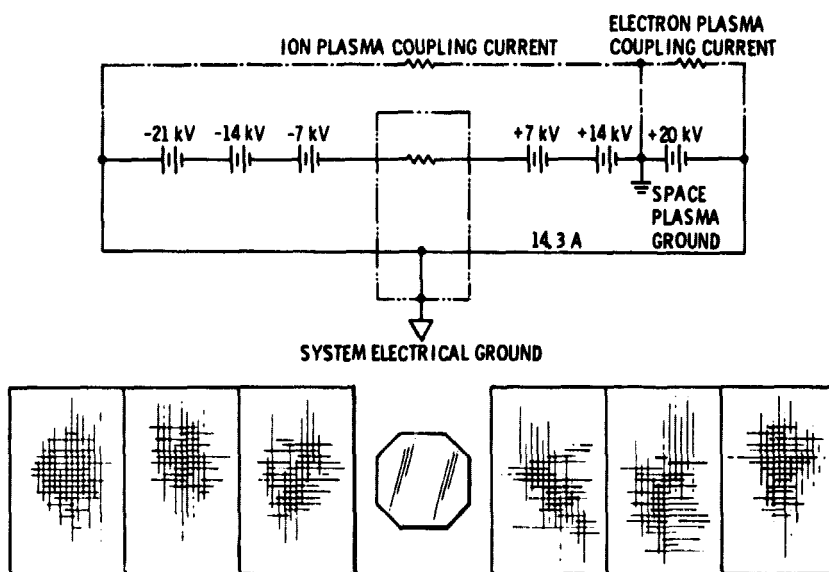 ION PLASMA COUPLING CURRENT
ELECTRON PLASMA
COUPLING CURRENT
-21 kV
-14 kV
-7 kV
+7 kV
+14 kV
+20 kV
SPACE
PLASMA
GROUND
14.3 A
SYSTEM ELECTRICAL GROUND